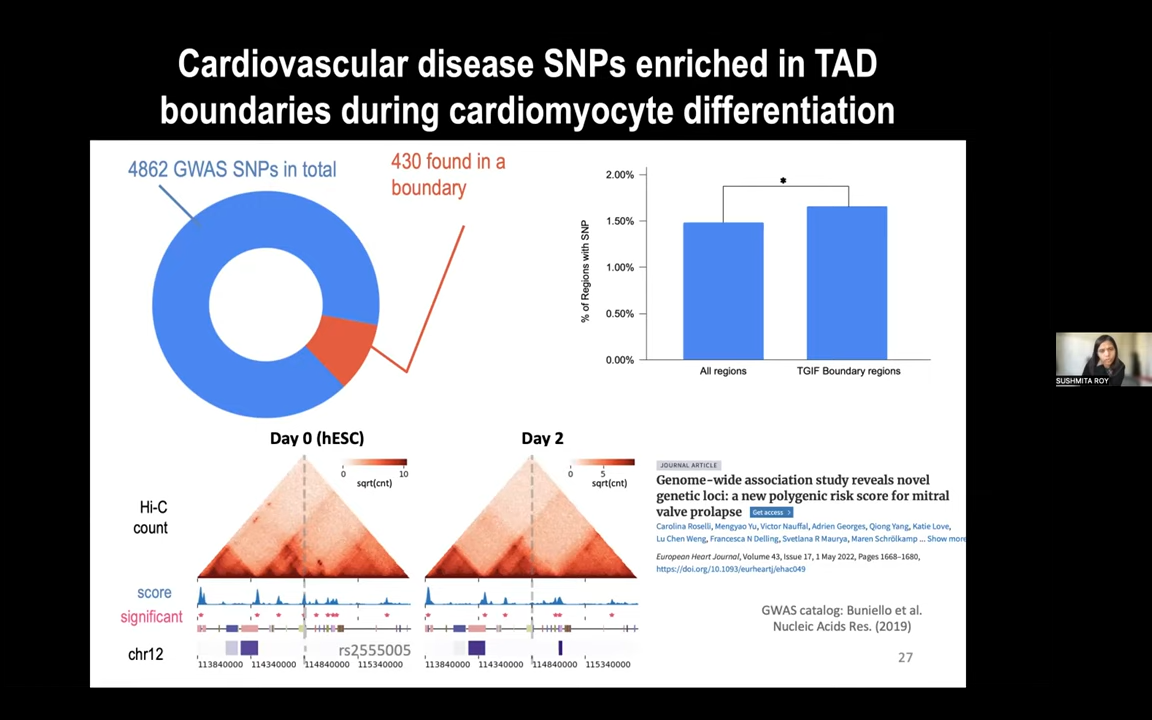 Cardiovascular disease SNPs enriched in TAD
boundaries during cardiomyocyte differentiation
4862 GWAS SNPs in total
430 found in a
boundary
% of Regions with SNP
2.00%
1.50%
1.00%
0.50%
0.00%
*
All regions
TGIF Boundary regions
Day 0 (hESC)
Day 2
0 10
sqrt(cnt)
0 5
sqrt(cnt)
Hi-C
count
score
significant
chr12
rs2555005
113840000 114340000 114840000 115340000
113840000 114340000 114840000 115340000
JOURNAL ARTICLE
Genome-wide association study reveals novel
genetic loci: a new polygenic risk score for mitral
valve prolapse Get access >
Carolina Roselli, Mengyao Yu, Victor Nauffal, Adrien Georges, Qiong Yang, Katie Love,
Lu Chen Weng, Francesca N Delling, Svetlana R Maurya, Maren Schrölkamp ... Show more
European Heart Journal, Volume 43, Issue 17, 1 May 2022, Pages 1668–1680,
https://doi.org/10.1093/eurheartj/ehac049
GWAS catalog: Buniello et al.
Nucleic Acids Res. (2019)
27
SUSHMITA ROY